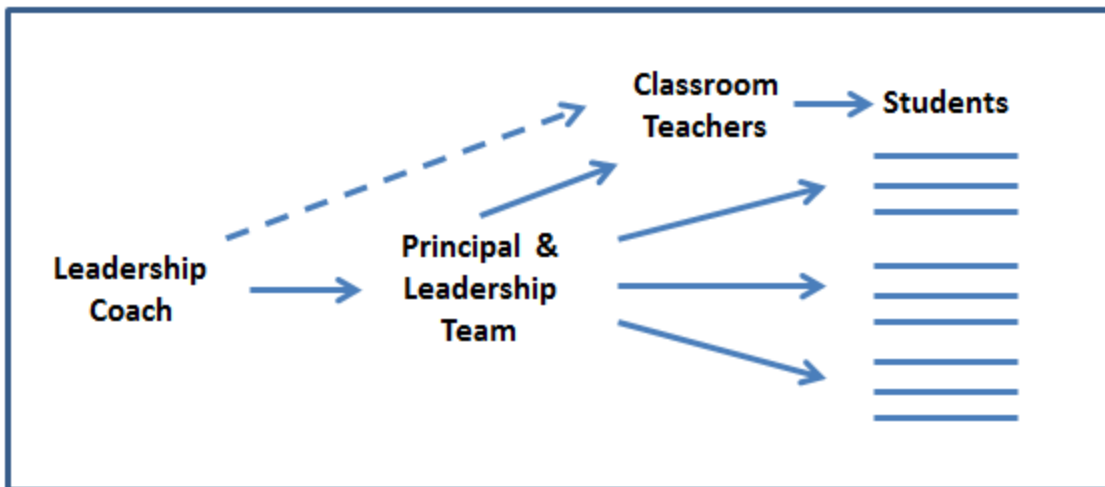 Classroom
Teachers
Students
Principal &
Leadership
Team
Leadership
Coach